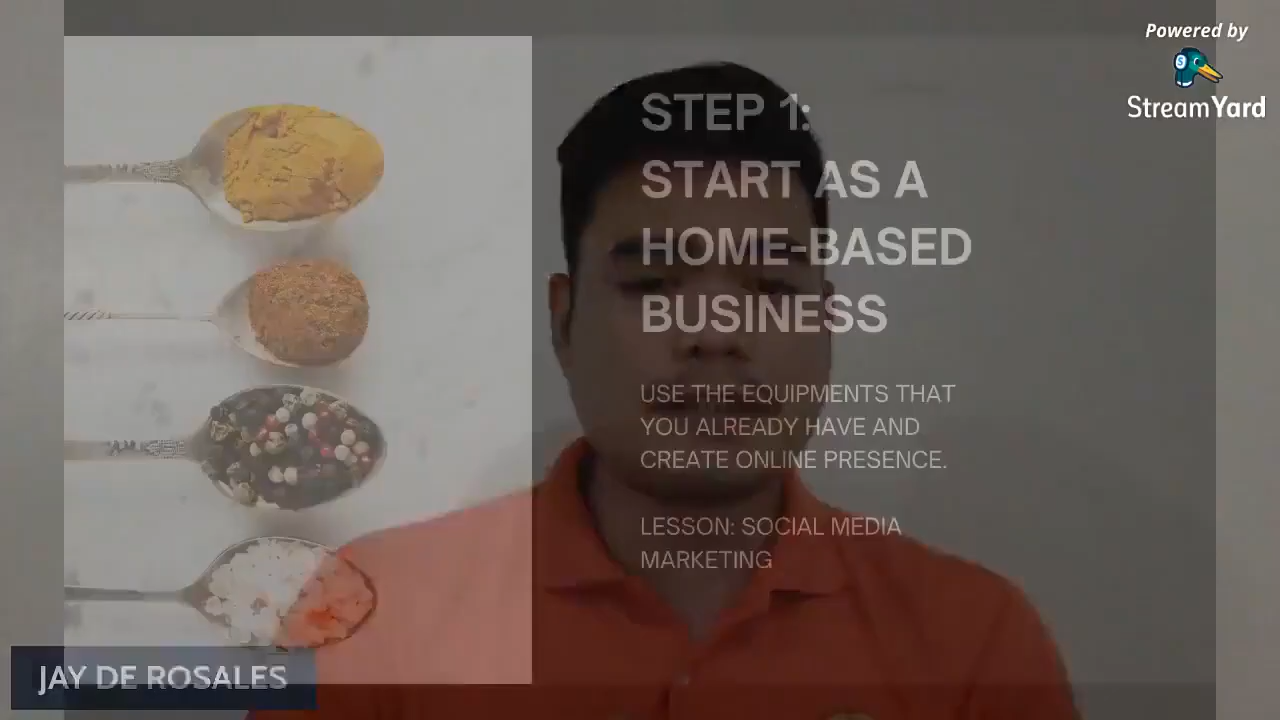 Powered by
StreamYard
STEP 1:
START AS A
HOME-BASED
BUSINESS
USE THE EQUIPMENTS THAT
YOU ALREADY HAVE AND
CREATE ONLINE PRESENCE.
LESSON: SOCIAL MEDIA
MARKETING
JAY DE ROSALES